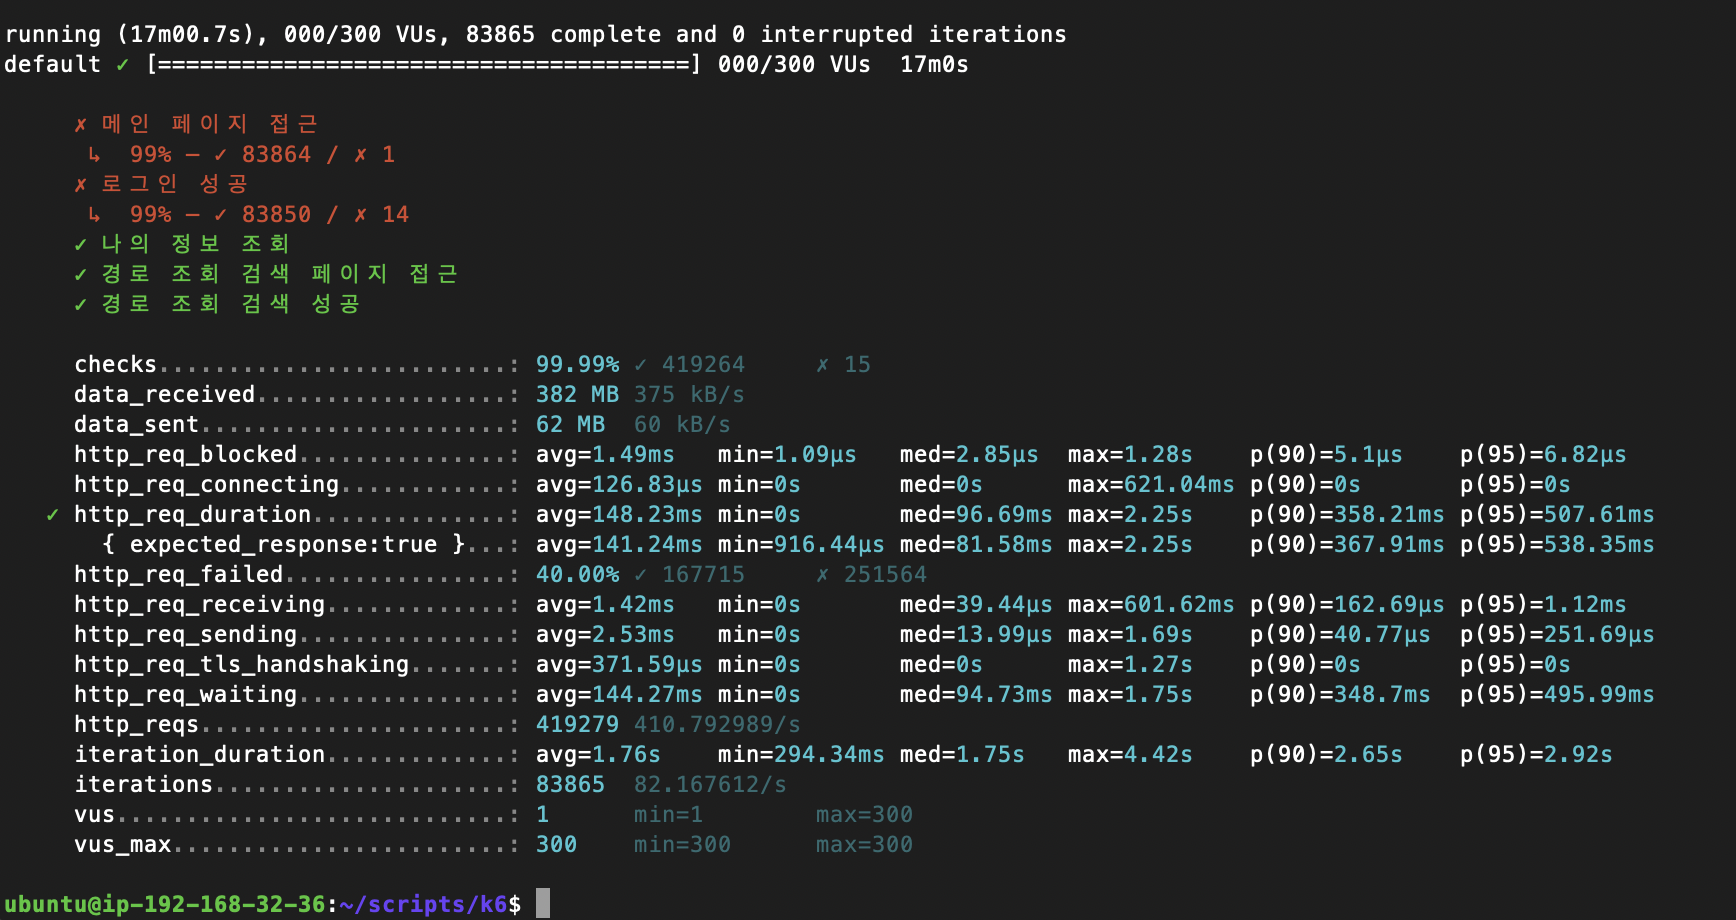 running (17m00.7s), 000/300 VUs, 83865 complete and 0 interrupted iterations
default ✓ [======================================] 000/300 VUs  17m0s
✗ 메인 페이지 접근
↳  99% — ✓ 83864 / ✗ 1
✗ 로그인 성공
↳  99% — ✓ 83850 / ✗ 14
✓ 나의 정보 조회
✓ 경로 조회 검색 페이지 접근
✓ 경로 조회 검색 성공
checks.........................: 99.99% ✓ 419264     ✗ 15
data_received..................: 382 MB 375 kB/s
data_sent......................: 62 MB  60 kB/s
http_req_blocked...............: avg=1.49ms   min=1.09µs   med=2.85µs  max=1.28s    p(90)=5.1µs    p(95)=6.82µs
http_req_connecting............: avg=126.83µs min=0s       med=0s      max=621.04ms p(90)=0s       p(95)=0s
✓ http_req_duration..............: avg=148.23ms min=0s       med=96.69ms max=2.25s    p(90)=358.21ms p(95)=507.61ms
{ expected_response:true }...: avg=141.24ms min=916.44µs med=81.58ms max=2.25s    p(90)=367.91ms p(95)=538.35ms
http_req_failed................: 40.00% ✓ 167715     ✗ 251564
http_req_receiving.............: avg=1.42ms   min=0s       med=39.44µs max=601.62ms p(90)=162.69µs p(95)=1.12ms
http_req_sending...............: avg=2.53ms   min=0s       med=13.99µs max=1.69s    p(90)=40.77µs  p(95)=251.69µs
http_req_tls_handshaking.......: avg=371.59µs min=0s       med=0s      max=1.27s    p(90)=0s       p(95)=0s
http_req_waiting...............: avg=144.27ms min=0s       med=94.73ms max=1.75s    p(90)=348.7ms  p(95)=495.99ms
http_reqs......................: 419279 410.792989/s
iteration_duration.............: avg=1.76s    min=294.34ms med=1.75s   max=4.42s    p(90)=2.65s    p(95)=2.92s
iterations.....................: 83865  82.167612/s
vus............................: 1      min=1        max=300
vus_max........................: 300    min=300      max=300
ubuntu@ip-192-168-32-36:~/scripts/k6$